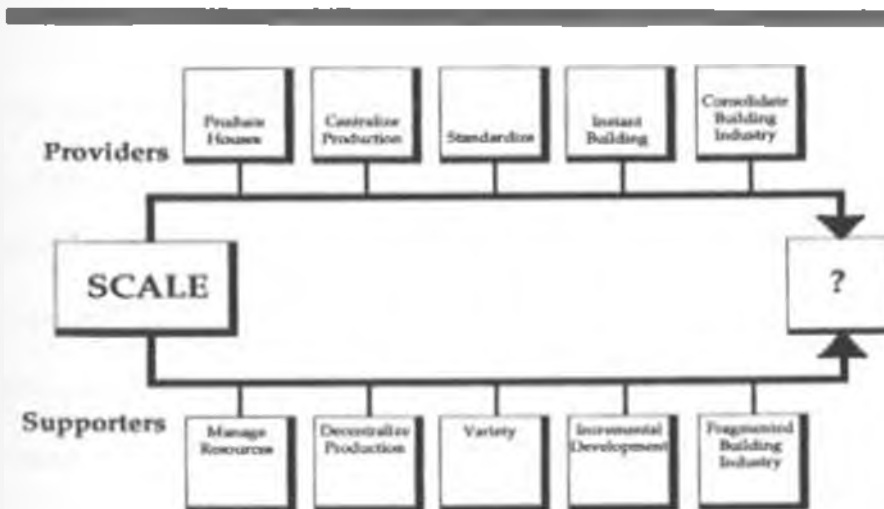 Produce
Houses
Centralize
Production
Standardize
Instant
Building
Consolidate
Building
Industry
Providers
SCALE
?
Supporters
Manage
Resources
Decentralize
Production
Variety
Incremental
Development
Fragmented
Building
Industry